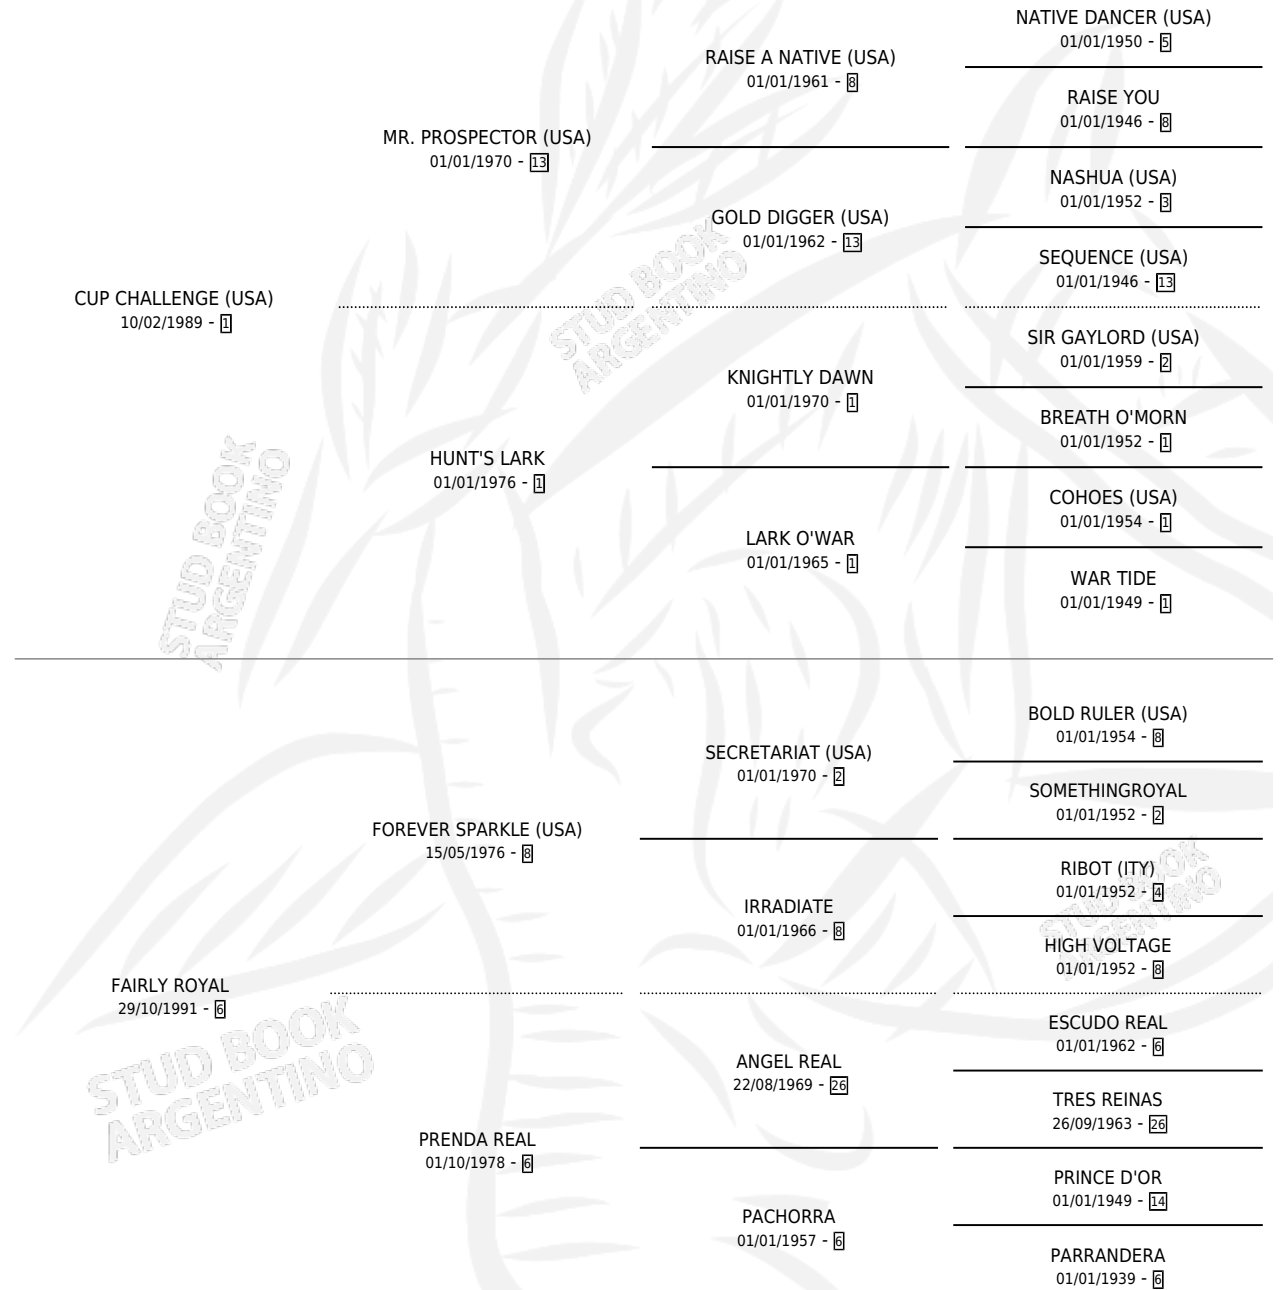 NATIVE DANCER (USA)
01/01/1950 - 5
RAISE A NATIVE (USA)
01/01/1961 - 8
RAISE YOU
01/01/1946 - 8
MR. PROSPECTOR (USA)
01/01/1970 - 13
NASHUA (USA)
01/01/1952 - 3
GOLD DIGGER (USA)
01/01/1962 - 13
SEQUENCE (USA)
01/01/1946 - 13
CUP CHALLENGE (USA)
10/02/1989 - 1
SIR GAYLORD (USA)
01/01/1959 - 2
KNIGHTLY DAWN
01/01/1970 - 1
BREATH O'MORN
01/01/1952 - 1
HUNT'S LARK
01/01/1976 - 1
COHOES (USA)
01/01/1954 - 1
LARK O'WAR
01/01/1965 - 1
WAR TIDE
01/01/1949 - 1
STUD BOOK
ARGENTINO
STUD BOOK
ARGENTINO
BOLD RULER (USA)
01/01/1954 - 8
SECRETARIAT (USA)
01/01/1970 - 2
SOMETHINGROYAL
01/01/1952 - 2
FOREVER SPARKLE (USA)
15/05/1976 - 8
RIBOT (ITY)
01/01/1952 - 4
IRRADIATE
01/01/1966 - 8
HIGH VOLTAGE
01/01/1952 - 8
FAIRLY ROYAL
29/10/1991 - 6
ESCUDO REAL
01/01/1962 - 6
ANGEL REAL
22/08/1969 - 26
TRES REINAS
26/09/1963 - 26
PRENDA REAL
01/10/1978 - 6
PRINCE D'OR
01/01/1949 - 14
PACHORRA
01/01/1957 - 6
PARRANDERA
01/01/1939 - 6
STUD BOOK
ARGENTINO
STUD BOOK
ARGENTINO